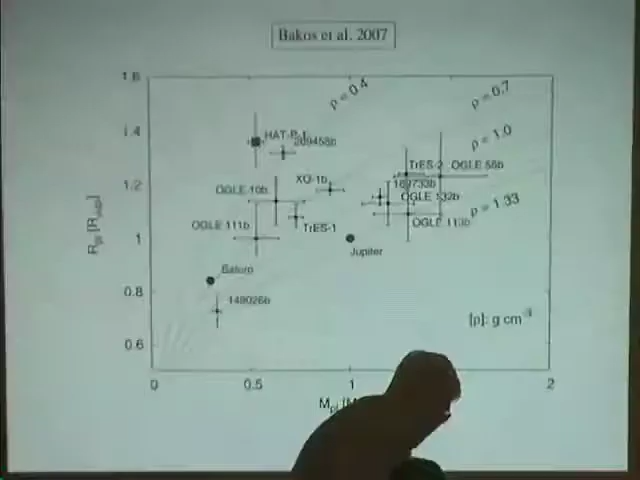 Bakos et al. 2007
1.6
ρ = 0.4
ρ = 0.7
1.4
HAT-P-1
209458b
ρ = 1.0
TrES-2
OGLE 56b
1.2
XO-1b
189733b
OGLE 10b
OGLE 132b
ρ = 1.33
OGLE 111b
TrES-1
OGLE 113b
R_pl [R_Jup]
1
Jupiter
Saturn
0.8
149026b
[ρ]: g cm⁻³
0.6
0
0.5
1
2